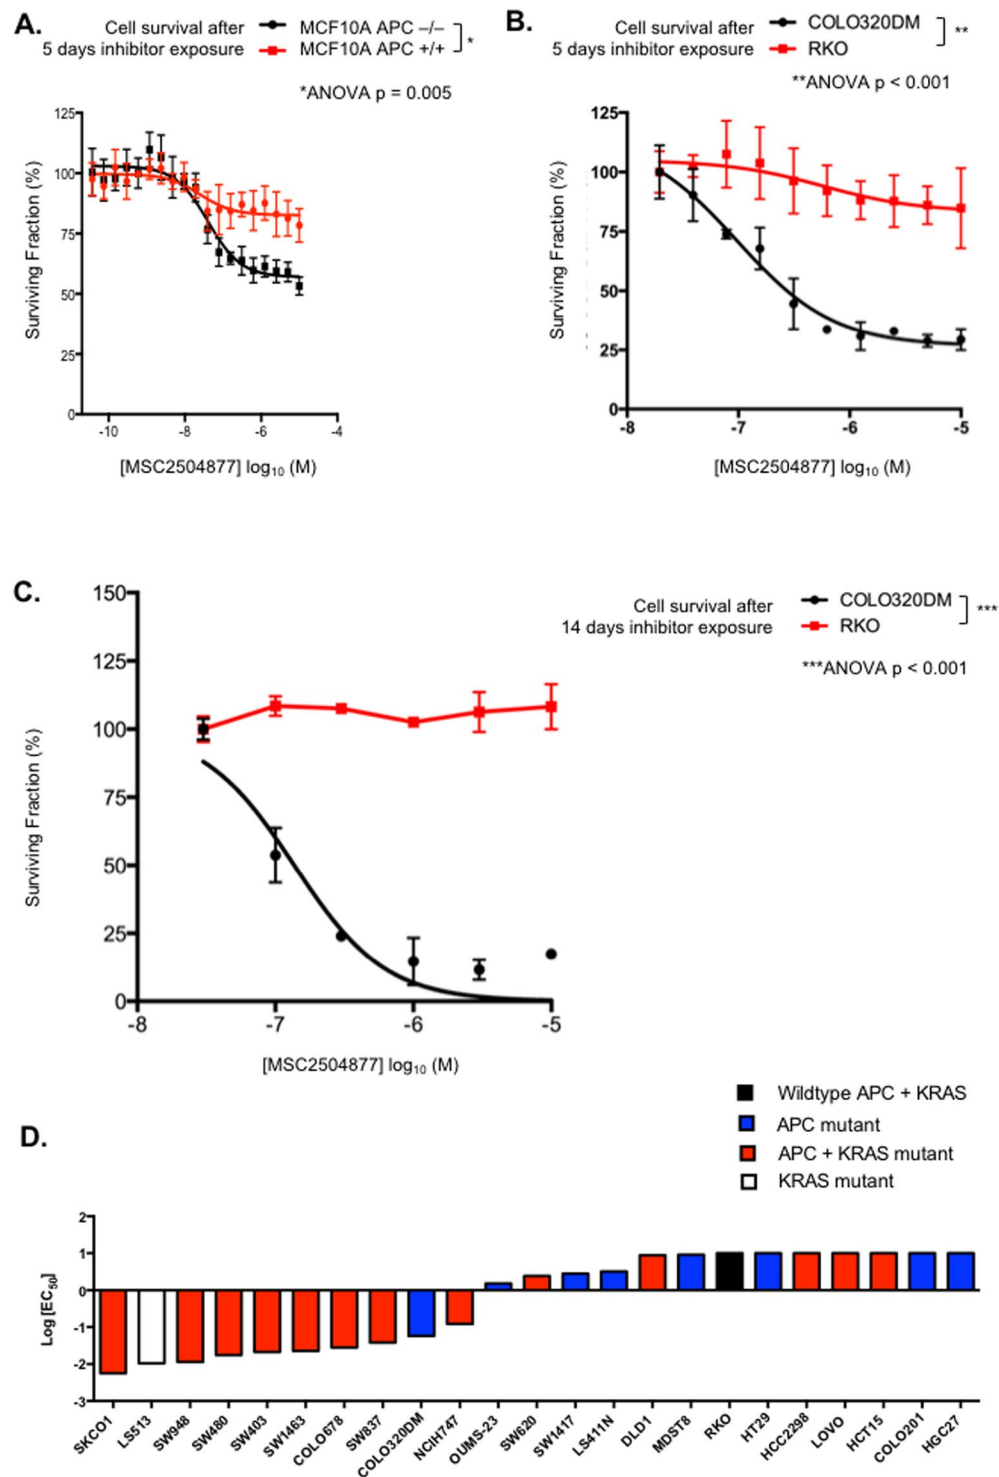 A.
Cell survival after
5 days inhibitor exposure
MCF10A APC –/–
MCF10A APC +/+
*
*ANOVA p = 0.005
125
100
75
50
25
0
-10 -8 -6 -4
Surviving Fraction (%)
[MSC2504877] log10 (M)
B.
Cell survival after
5 days inhibitor exposure
COLO320DM
RKO
**
**ANOVA p < 0.001
125
100
75
50
25
0
-8 -7 -6 -5
Surviving Fraction (%)
[MSC2504877] log10 (M)
C.
Cell survival after
14 days inhibitor exposure
COLO320DM
RKO
***
***ANOVA p < 0.001
150
125
100
75
50
25
0
-8 -7 -6 -5
Surviving Fraction (%)
[MSC2504877] log10 (M)
D.
Wildtype APC + KRAS
APC mutant
APC + KRAS mutant
KRAS mutant
2
1
0
-1
-2
-3
Log [EC50]
SKCO1
LS513
SW948
SW480
SW403
SW1463
COLO678
SW837
COLO320DM
NCIH747
OUMS-23
SW620
SW1417
LS411N
DLD1
MDST8
RKO
HT29
HCC2298
LOVO
HCT15
COLO201
HGC27